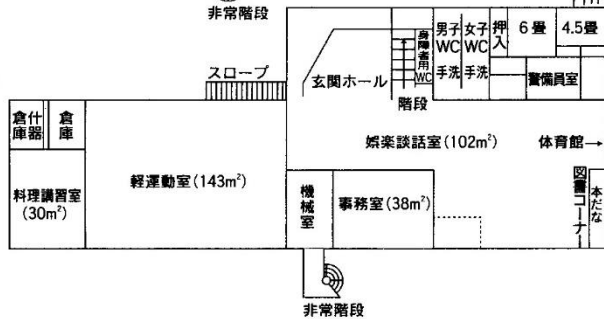 非常階段
男子WC
手洗
女子WC
手洗
押入
6畳
4.5畳
身障者用WC
警備員室
玄関ホール
階段
スロープ
什器倉庫
倉庫
娯楽談話室(102m²)
体育館→
軽運動室(143m²)
料理講習室
(30m²)
機械室
事務室(38m²)
図書コーナー
本だな
非常階段